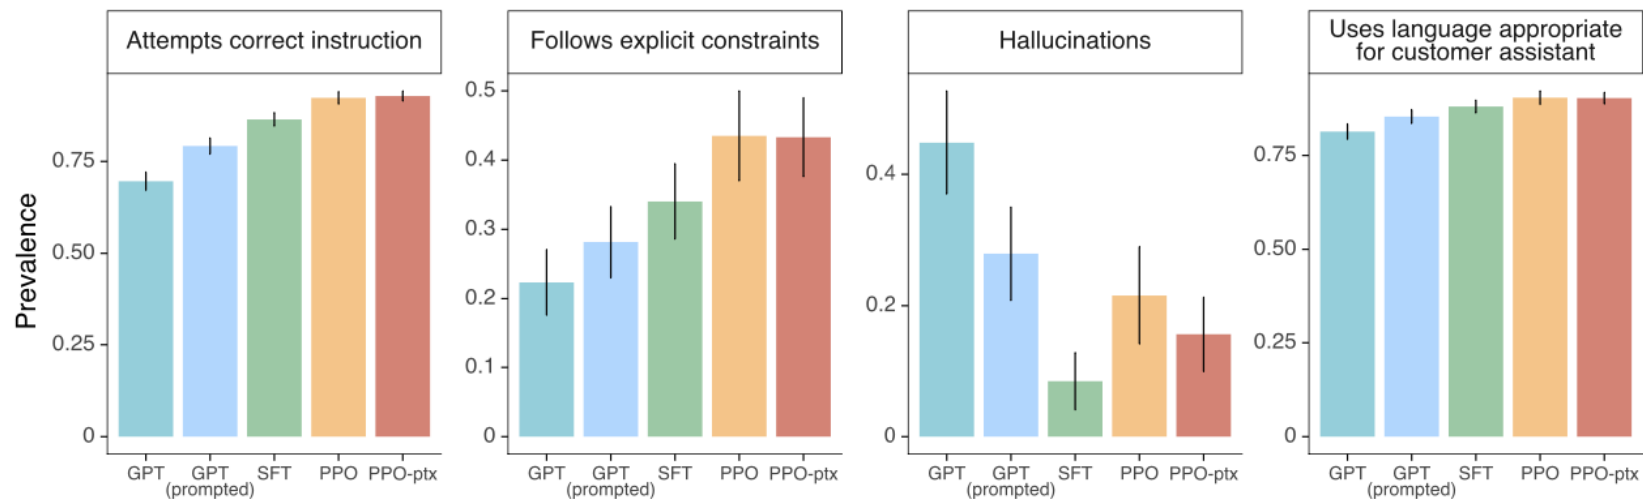 Attempts correct instruction
Follows explicit constraints
Hallucinations
Uses language appropriate
for customer assistant
Prevalence
0.75
0.50
0.25
0
GPT
GPT
(prompted)
SFT
PPO
PPO-ptx
0.5
0.4
0.3
0.2
0.1
0
GPT
GPT
(prompted)
SFT
PPO
PPO-ptx
0.4
0.2
0
GPT
GPT
(prompted)
SFT
PPO
PPO-ptx
0.75
0.50
0.25
0
GPT
GPT
(prompted)
SFT
PPO
PPO-ptx